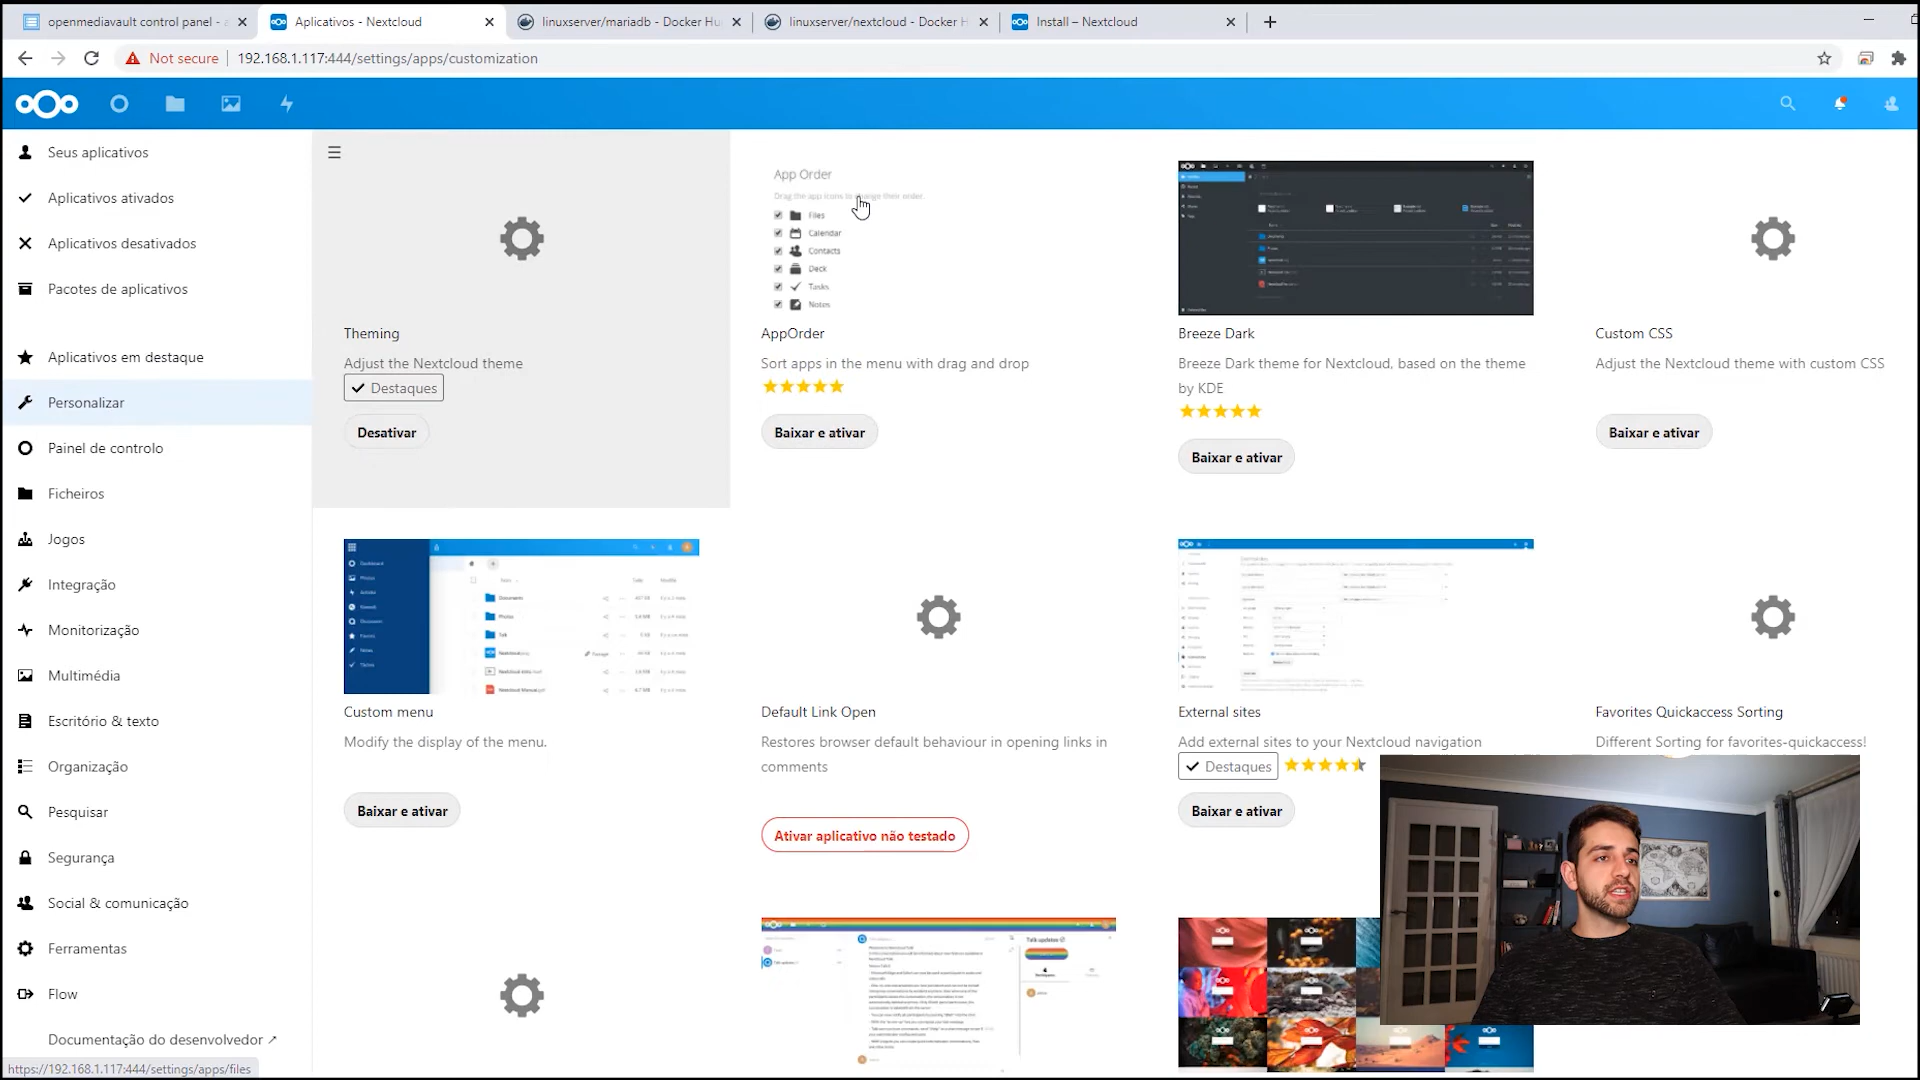 openmediavault control panel - a
Aplicativos - Nextcloud
linuxserver/mariadb - Docker Hu
linuxserver/nextcloud - Docker H
Install – Nextcloud
Not secure
192.168.1.117:444/settings/apps/customization
Seus aplicativos
Aplicativos ativados
Aplicativos desativados
Pacotes de aplicativos
Aplicativos em destaque
Personalizar
Painel de controlo
Ficheiros
Jogos
Integração
Monitorização
Multimédia
Escritório & texto
Organização
Pesquisar
Segurança
Social & comunicação
Ferramentas
Flow
Documentação do desenvolvedor ↗
https://192.168.1.117:444/settings/apps/files
Theming
Adjust the Nextcloud theme
Destaques
Desativar
App Order
Drag the app icons to change their order.
Files
Calendar
Contacts
Deck
Tasks
Notes
AppOrder
Sort apps in the menu with drag and drop
Baixar e ativar
Breeze Dark
Breeze Dark theme for Nextcloud, based on the theme
by KDE
Baixar e ativar
Custom CSS
Adjust the Nextcloud theme with custom CSS
Baixar e ativar
Custom menu
Modify the display of the menu.
Baixar e ativar
Default Link Open
Restores browser default behaviour in opening links in
comments
Ativar aplicativo não testado
External sites
Add external sites to your Nextcloud navigation
Destaques
Baixar e ativar
Favorites Quickaccess Sorting
Different Sorting for favorites-quickaccess!